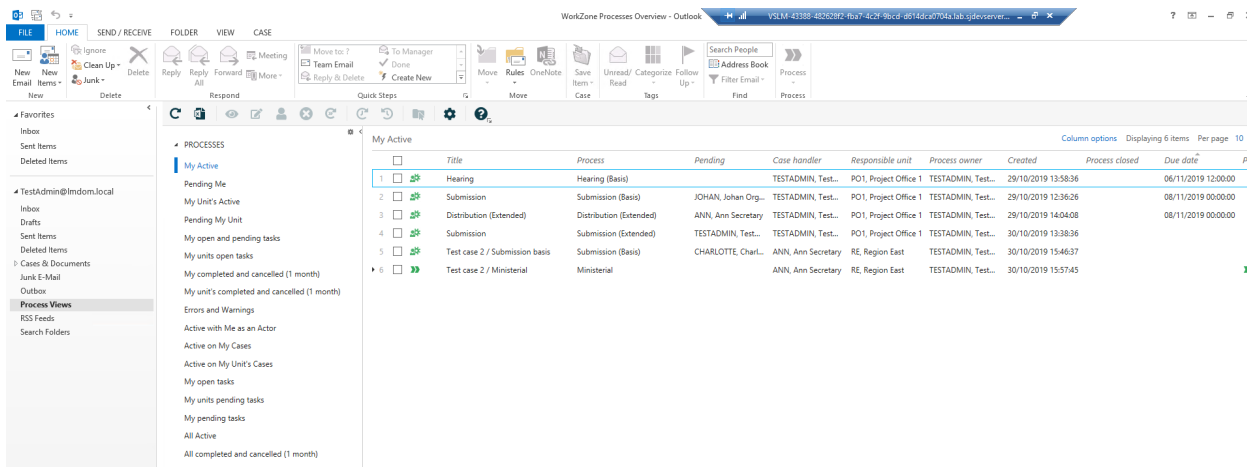 WorkZone Processes Overview - Outlook
VSLM-43388-482628f2-fba7-4c2f-9bcd-d614dca0704a.lab.sjdevserver...
FILE HOME SEND / RECEIVE FOLDER VIEW CASE
New Email
New Items
New
Ignore
Clean Up
Junk
Delete
Delete
Reply
Reply All
Forward
Meeting
More
Respond
Move to: ?
Team Email
Reply & Delete
To Manager
Done
Create New
Quick Steps
Move
Rules
OneNote
Move
Save Item
Case
Unread/ Read
Categorize
Follow Up
Tags
Search People
Address Book
Filter Email
Find
Process
Process
Favorites
Inbox
Sent Items
Deleted Items
TestAdmin@lmdom.local
Inbox
Drafts
Sent Items
Deleted Items
Cases & Documents
Junk E-Mail
Outbox
Process Views
RSS Feeds
Search Folders
PROCESSES
My Active
Pending Me
My Unit's Active
Pending My Unit
My open and pending tasks
My units open tasks
My completed and cancelled (1 month)
My unit's completed and cancelled (1 month)
Errors and Warnings
Active with Me as an Actor
Active on My Cases
Active on My Unit's Cases
My open tasks
My units pending tasks
My pending tasks
All Active
All completed and cancelled (1 month)
My Active
Column options Displaying 6 items Per page 10
Title Process Pending Case handler Responsible unit Process owner Created Process closed Due date P
1 Hearing Hearing (Basis) TESTADMIN, Test... PO1, Project Office 1 TESTADMIN, Test... 29/10/2019 13:58:36 06/11/2019 12:00:00
2 Submission Submission (Basis) JOHAN, Johan Org... TESTADMIN, Test... PO1, Project Office 1 TESTADMIN, Test... 29/10/2019 12:36:26 08/11/2019 00:00:00
3 Distribution (Extended) Distribution (Extended) ANN, Ann Secretary TESTADMIN, Test... PO1, Project Office 1 TESTADMIN, Test... 29/10/2019 14:04:08 08/11/2019 00:00:00
4 Submission Submission (Extended) TESTADMIN, Test... TESTADMIN, Test... PO1, Project Office 1 TESTADMIN, Test... 30/10/2019 13:38:36
5 Test case 2 / Submission basis Submission (Basis) CHARLOTTE, Charl... ANN, Ann Secretary RE, Region East TESTADMIN, Test... 30/10/2019 15:46:37
6 Test case 2 / Ministerial Ministerial ANN, Ann Secretary RE, Region East TESTADMIN, Test... 30/10/2019 15:57:45